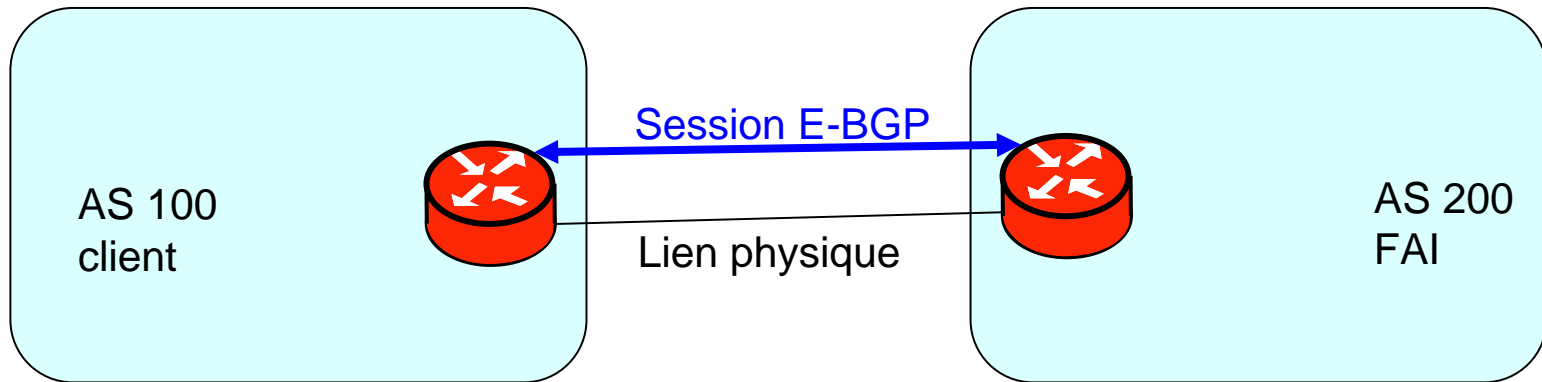 Session E-BGP
AS 100
client
Lien physique
AS 200
FAI